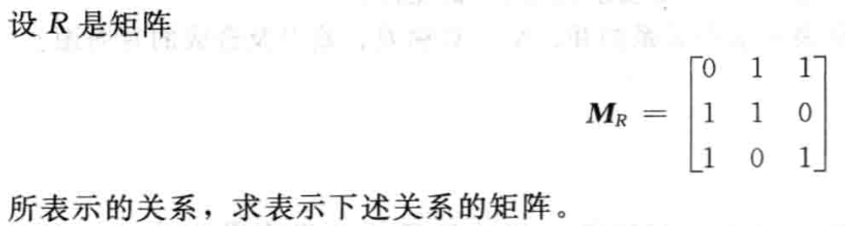 设 R 是矩阵
M_R = [0 1 1
1 1 0
1 0 1]
所表示的关系，求表示下述关系的矩阵。